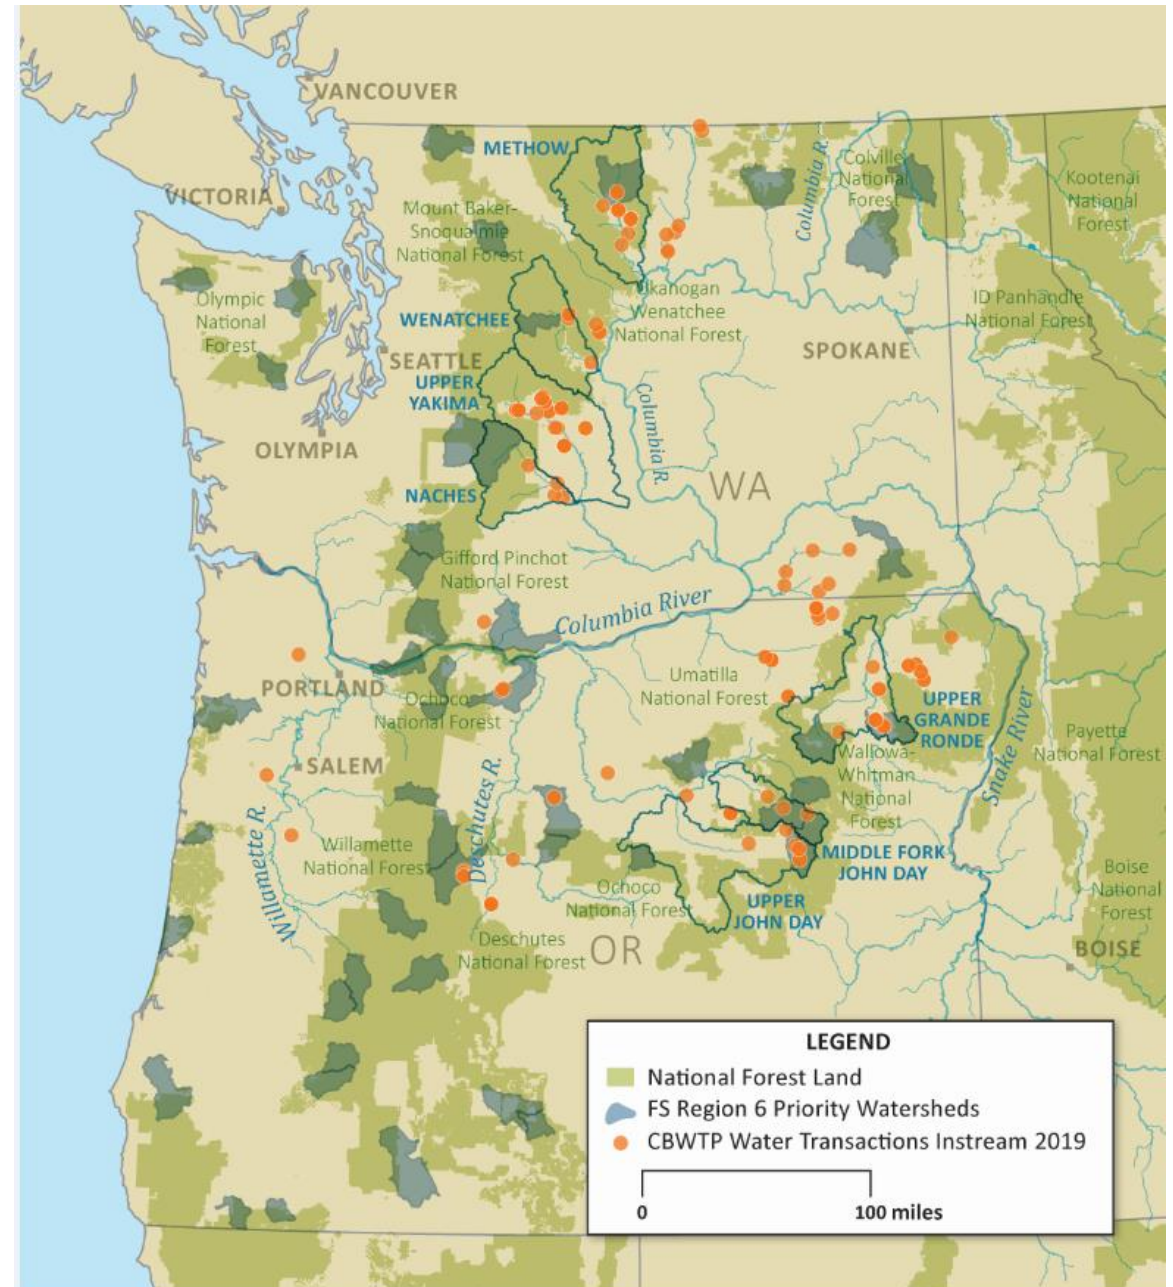 VANCOUVER
METHOW
Columbia R.
Colville
National
Forest
Kootenai
National
Forest
VICTORIA
Mount Baker-
Snoqualmie
National Forest
Olympic
National
Forest
Okanogan
Wenatchee
National Forest
ID Panhandle
National Forest
WENATCHEE
SEATTLE
SPOKANE
UPPER
YAKIMA
Columbia R.
OLYMPIA
NACHES
WA
Gifford Pinchot
National Forest
Columbia River
PORTLAND
Ochoco
National Forest
Umatilla
National Forest
UPPER
GRANDE
RONDE
Snake River
Payette
National Forest
SALEM
Wallowa-
Whitman
National
Forest
Deschutes R.
Willamette R.
Willamette
National Forest
MIDDLE FORK
JOHN DAY
Ochoco
National Forest
UPPER
JOHN DAY
Boise
National
Forest
Deschutes
National Forest
OR
BOISE
LEGEND
National Forest Land
FS Region 6 Priority Watersheds
CBWTP Water Transactions Instream 2019
0 100 miles